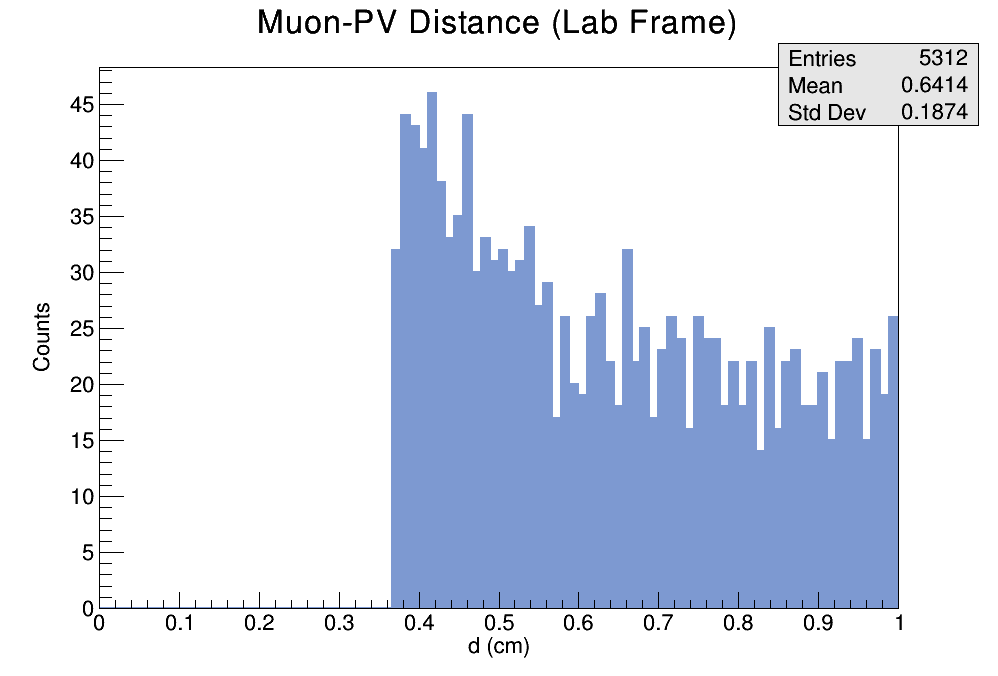 Muon-PV Distance (Lab Frame)
Entries 5312
Mean 0.6414
Std Dev 0.1874
45
40
35
30
25
20
15
10
5
0
Counts
0 0.1 0.2 0.3 0.4 0.5 0.6 0.7 0.8 0.9 1
d (cm)